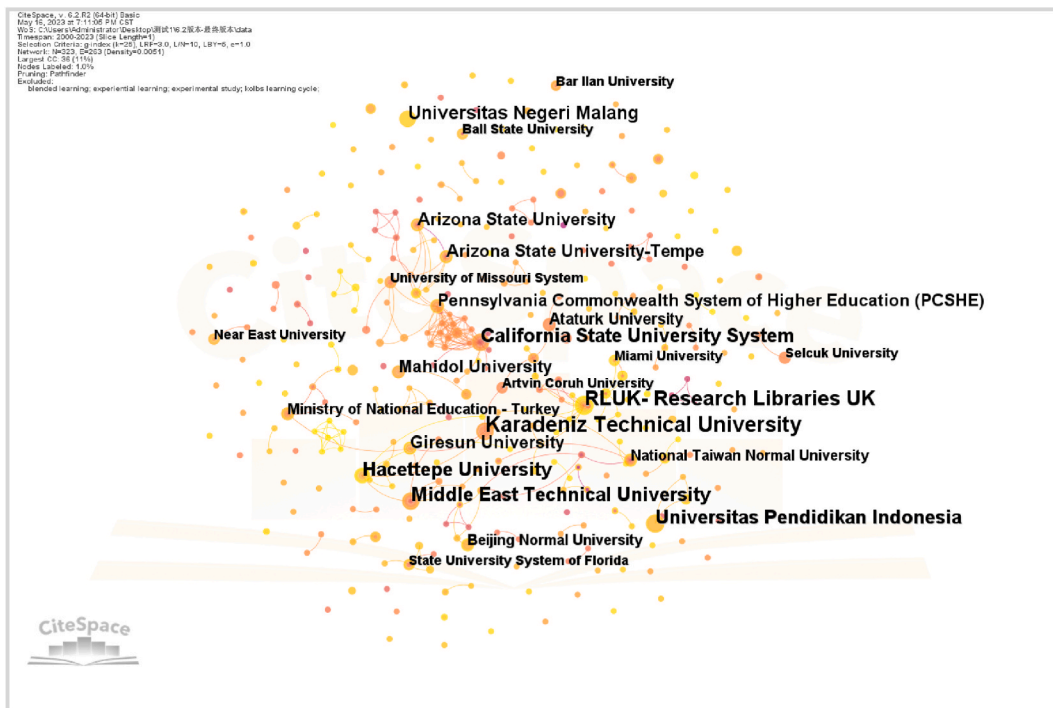 CiteSpace, v. 6.2.R2 (64-bit) Basic
May 16, 2023 at 7:11:05 PM CST
WoS: C:\Users\Administrator\Desktop\测试1\6.2版本-最终版本\data
Timespan: 2000-2023 (Slice Length=1)
Selection Criteria: g-index (k=25), LRF=3.0, L/N=10, LBY=5, e=1.0
Network: N=323, E=263 (Density=0.0051)
Largest CC: 36 (11%)
Nodes Labeled: 1.0%
Pruning: Pathfinder
Excluded:
blended learning; experiential learning; experimental study; kolbs learning cycle;
Bar Ilan University
Universitas Negeri Malang
Ball State University
Arizona State University
Arizona State University-Tempe
University of Missouri System
Pennsylvania Commonwealth System of Higher Education (PCSHE)
Ataturk University
California State University System
Near East University
Miami University
Selcuk University
Mahidol University
Artvin Coruh University
RLUK- Research Libraries UK
Ministry of National Education - Turkey
Karadeniz Technical University
Giresun University
National Taiwan Normal University
Hacettepe University
Middle East Technical University
Universitas Pendidikan Indonesia
Beijing Normal University
State University System of Florida
CiteSpace
CiteSpace